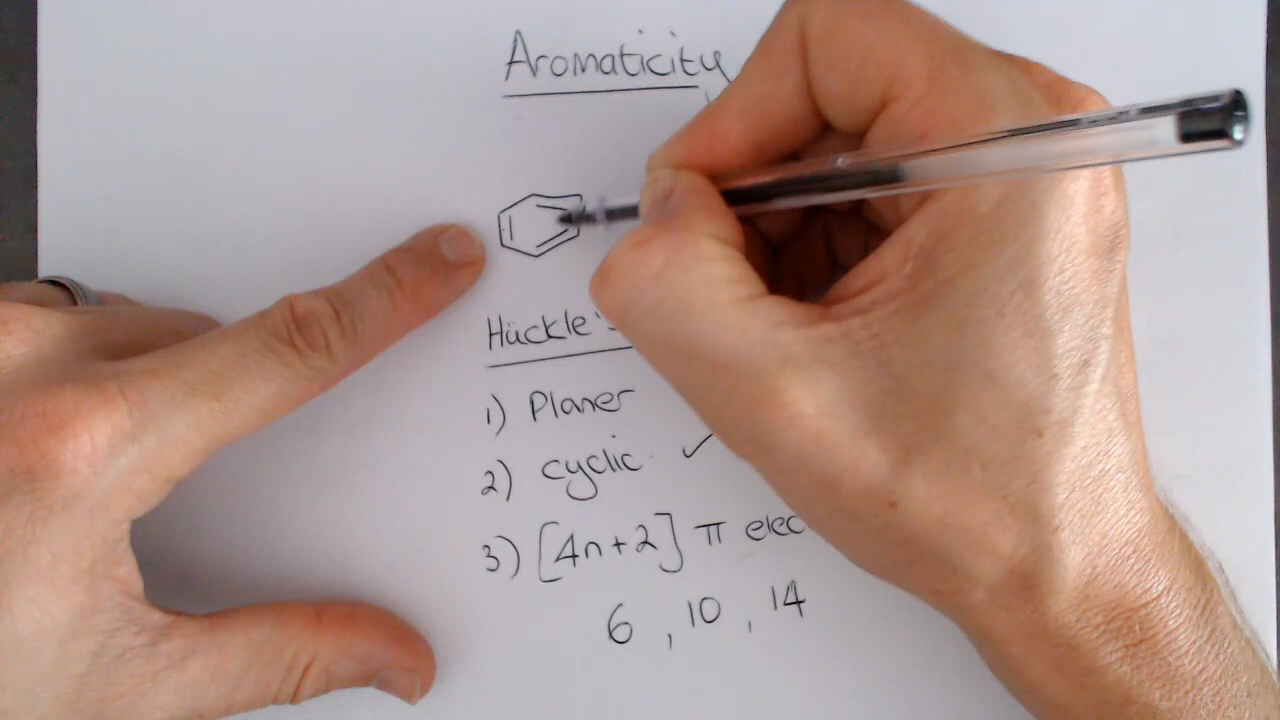 Aromaticity
Hückle's
1) Planer
2) cyclic ✓
3) [4n+2] π elec
6, 10, 14